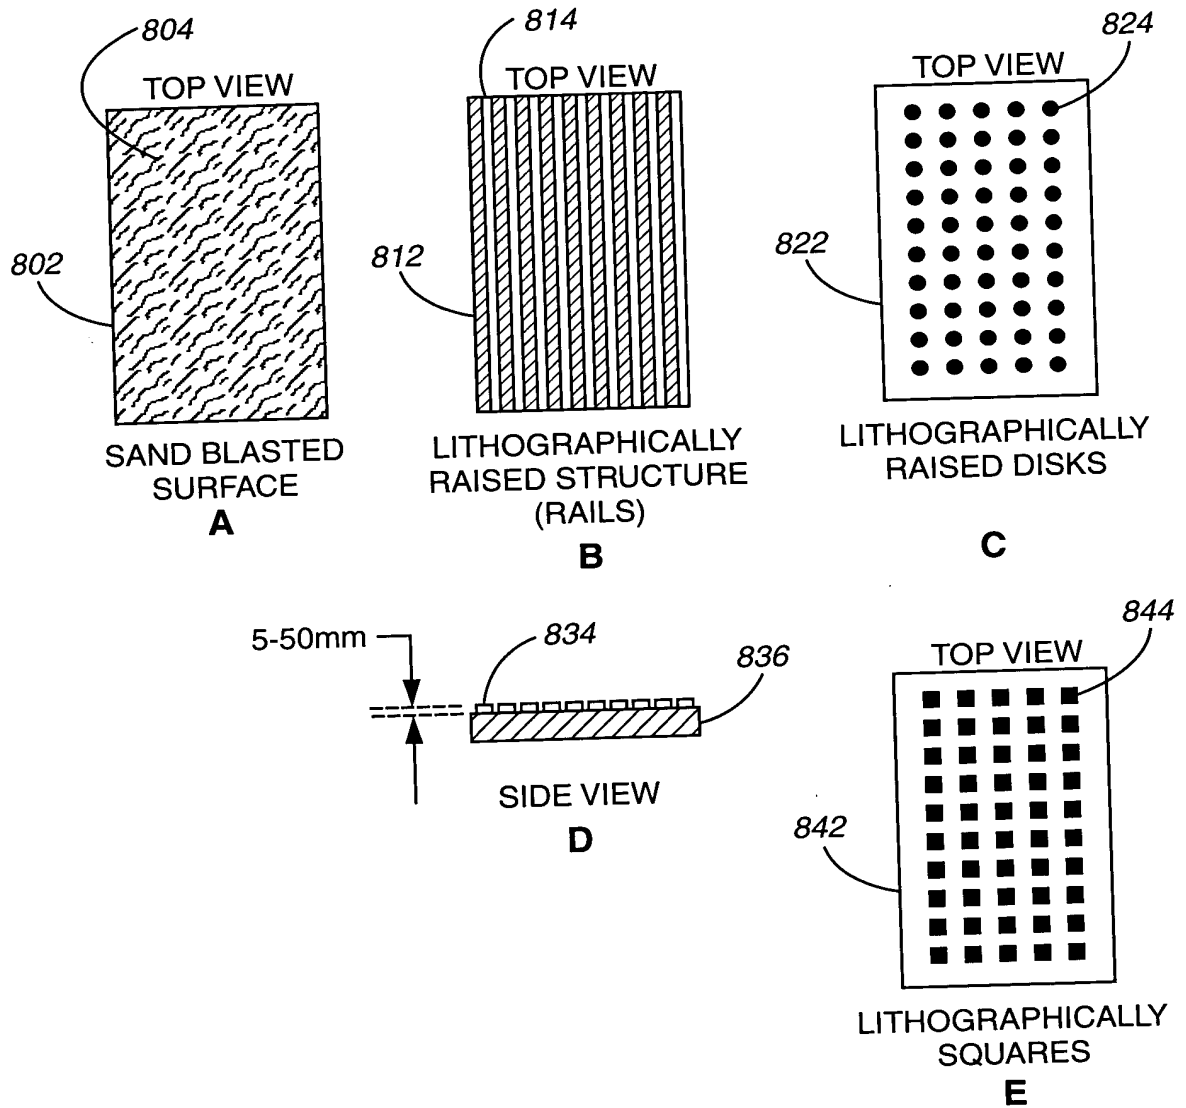 804
TOP VIEW
802
SAND BLASTED
SURFACE
A
814
TOP VIEW
812
LITHOGRAPHICALLY
RAISED STRUCTURE
(RAILS)
B
824
TOP VIEW
822
LITHOGRAPHICALLY
RAISED DISKS
C
5-50mm
834
836
SIDE VIEW
D
844
TOP VIEW
842
LITHOGRAPHICALLY
SQUARES
E